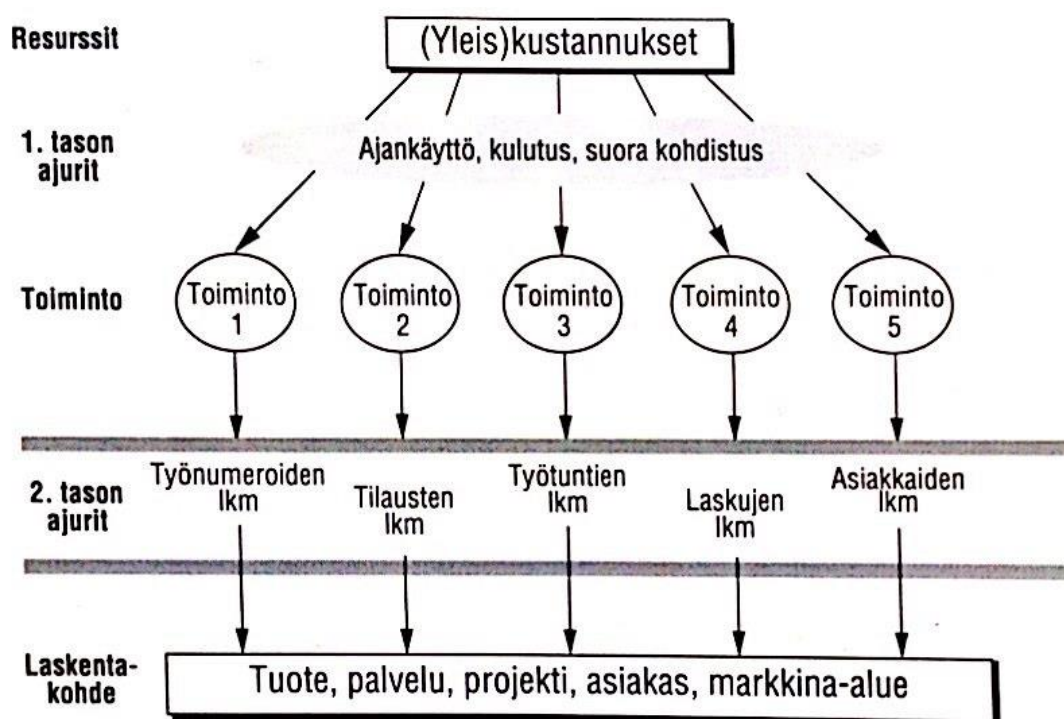 Resurssit
(Yleis)kustannukset
1. tason
ajurit
Ajankäyttö, kulutus, suora kohdistus
Toiminto
Toiminto
1
Toiminto
2
Toiminto
3
Toiminto
4
Toiminto
5
2. tason
ajurit
Työnumeroiden
lkm
Tilausten
lkm
Työtuntien
lkm
Laskujen
lkm
Asiakkaiden
lkm
Laskenta-
kohde
Tuote, palvelu, projekti, asiakas, markkina-alue